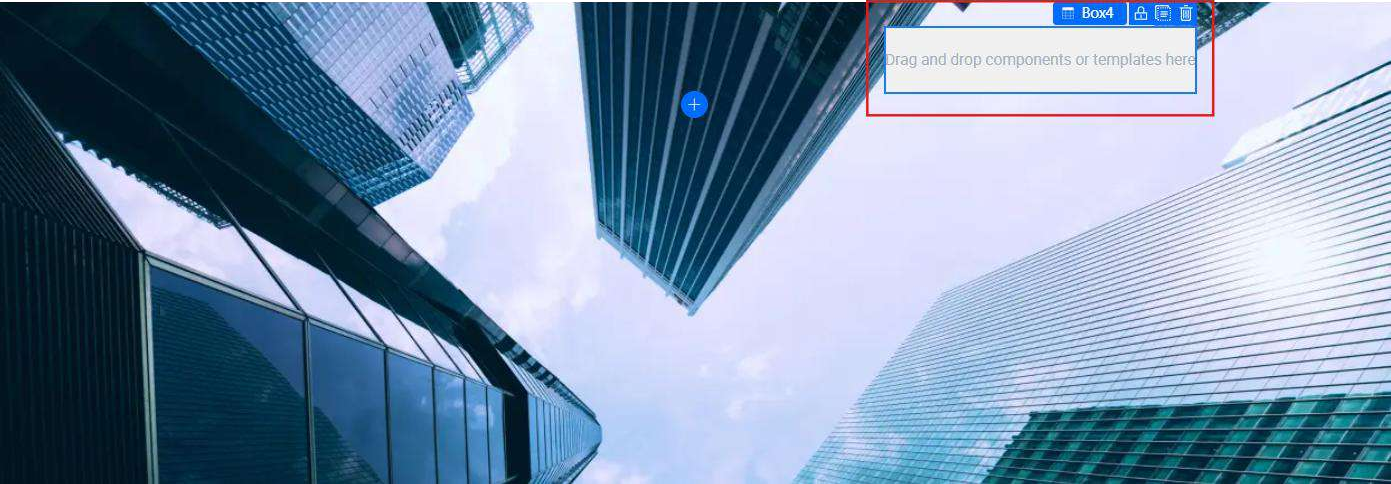 Box4
Drag and drop components or templates here